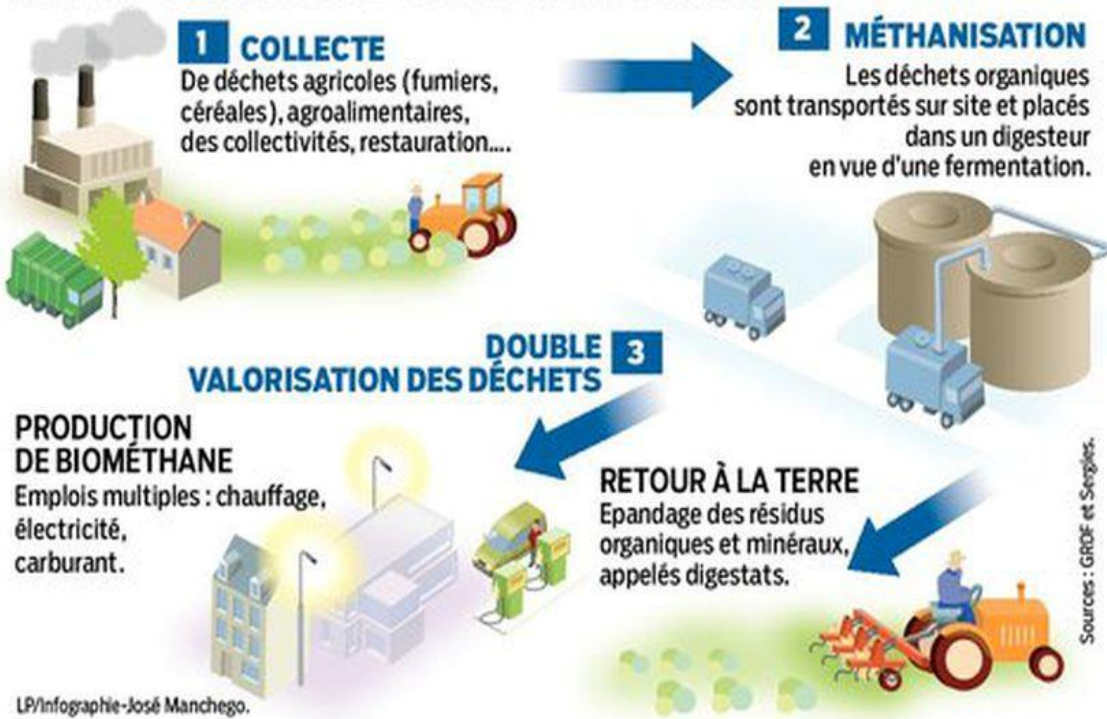 1 COLLECTE
De déchets agricoles (fumiers,
céréales), agroalimentaires,
des collectivités, restauration....
2 MÉTHANISATION
Les déchets organiques
sont transportés sur site et placés
dans un digesteur
en vue d'une fermentation.
DOUBLE 3
VALORISATION DES DÉCHETS
PRODUCTION
DE BIOMÉTHANE
Emplois multiples : chauffage,
électricité,
carburant.
RETOUR À LA TERRE
Epandage des résidus
organiques et minéraux,
appelés digestats.
Sources : GRDF et Sergies.
LP/Infographie-José Manchego.